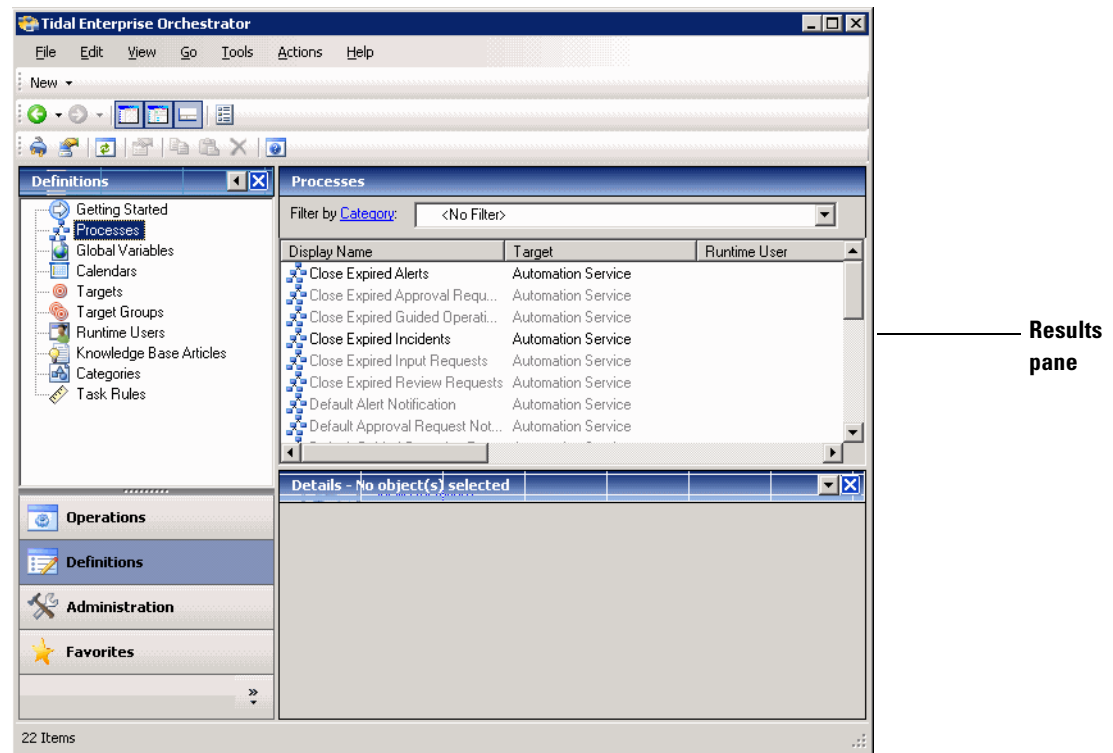 Tidal Enterprise Orchestrator
File Edit View Go Tools Actions Help
New
Definitions
Getting Started
Processes
Global Variables
Calendars
Targets
Target Groups
Runtime Users
Knowledge Base Articles
Categories
Task Rules
Operations
Definitions
Administration
Favorites
Processes
Filter by Category: <No Filter>
Display Name Target Runtime User
Close Expired Alerts Automation Service
Close Expired Approval Requ... Automation Service
Close Expired Guided Operati... Automation Service
Close Expired Incidents Automation Service
Close Expired Input Requests Automation Service
Close Expired Review Requests Automation Service
Default Alert Notification Automation Service
Default Approval Request Not... Automation Service
Details - No object(s) selected
22 Items
Results
pane